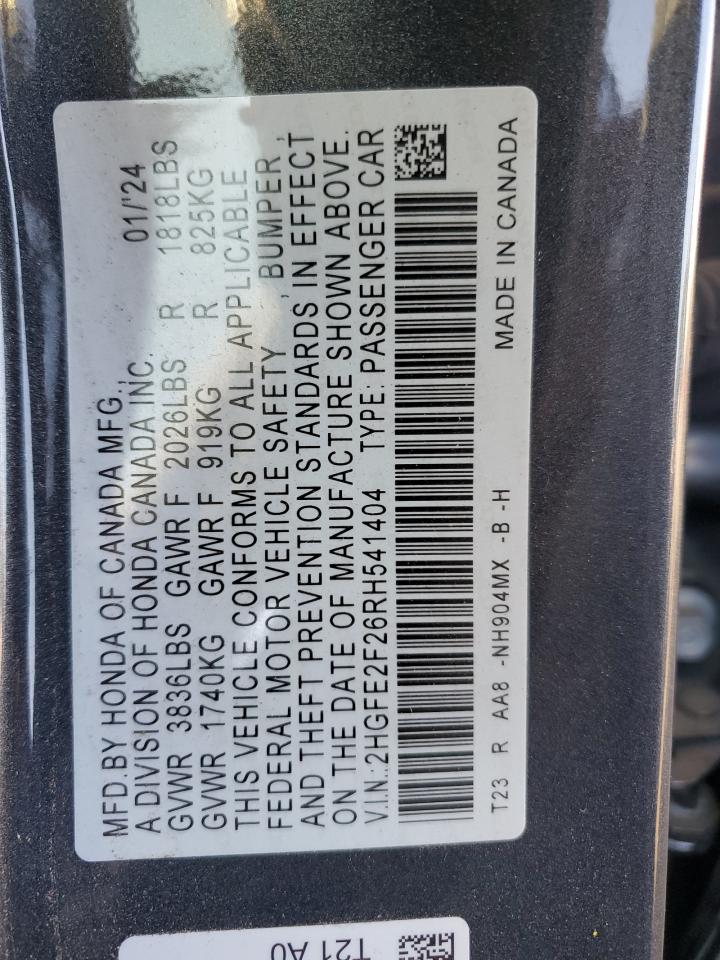 MFD.BY HONDA OF CANADA MFG., 01/'24
A DIVISION OF HONDA CANADA INC.
GVWR 3836LBS GAWR F 2026LBS R 1818LBS
GVWR 1740KG GAWR F 919KG R 825KG
THIS VEHICLE CONFORMS TO ALL APPLICABLE
FEDERAL MOTOR VEHICLE SAFETY , BUMPER ,
AND THEFT PREVENTION STANDARDS IN EFFECT
ON THE DATE OF MANUFACTURE SHOWN ABOVE.
V.I.N.:2HGFE2F26RH541404 TYPE: PASSENGER CAR
T23 R AA8 -NH904MX -B -H MADE IN CANADA
T21 A0